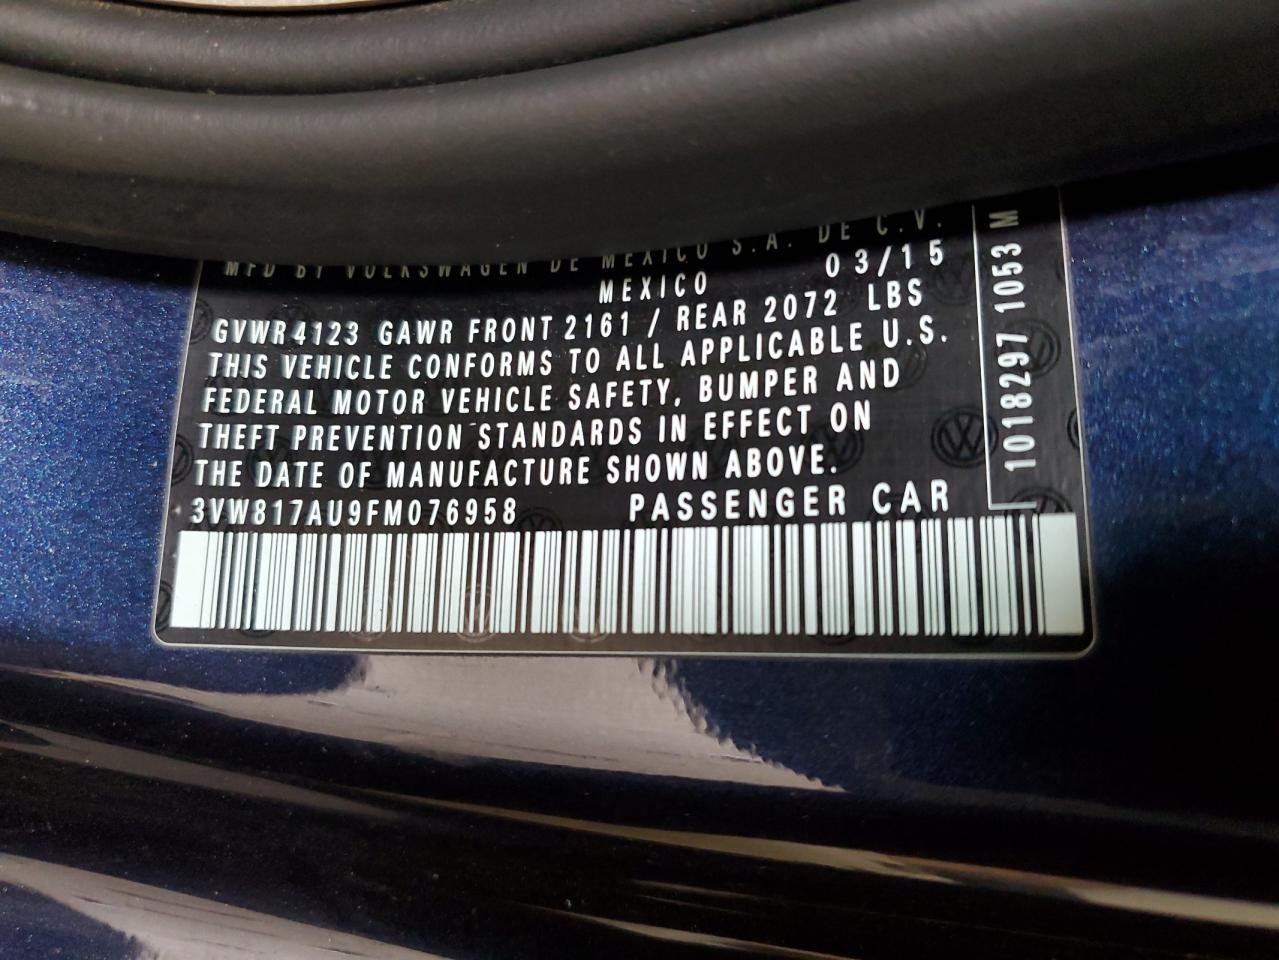 MFD BY VOLKSWAGEN DE MEXICO S.A. DE C.V.
MEXICO 03/15
GVWR 4123 GAWR FRONT 2161 / REAR 2072 LBS
THIS VEHICLE CONFORMS TO ALL APPLICABLE U.S.
FEDERAL MOTOR VEHICLE SAFETY, BUMPER AND
THEFT PREVENTION STANDARDS IN EFFECT ON
THE DATE OF MANUFACTURE SHOWN ABOVE.
3VW817AU9FM076958 PASSENGER CAR
1018297 1053 M